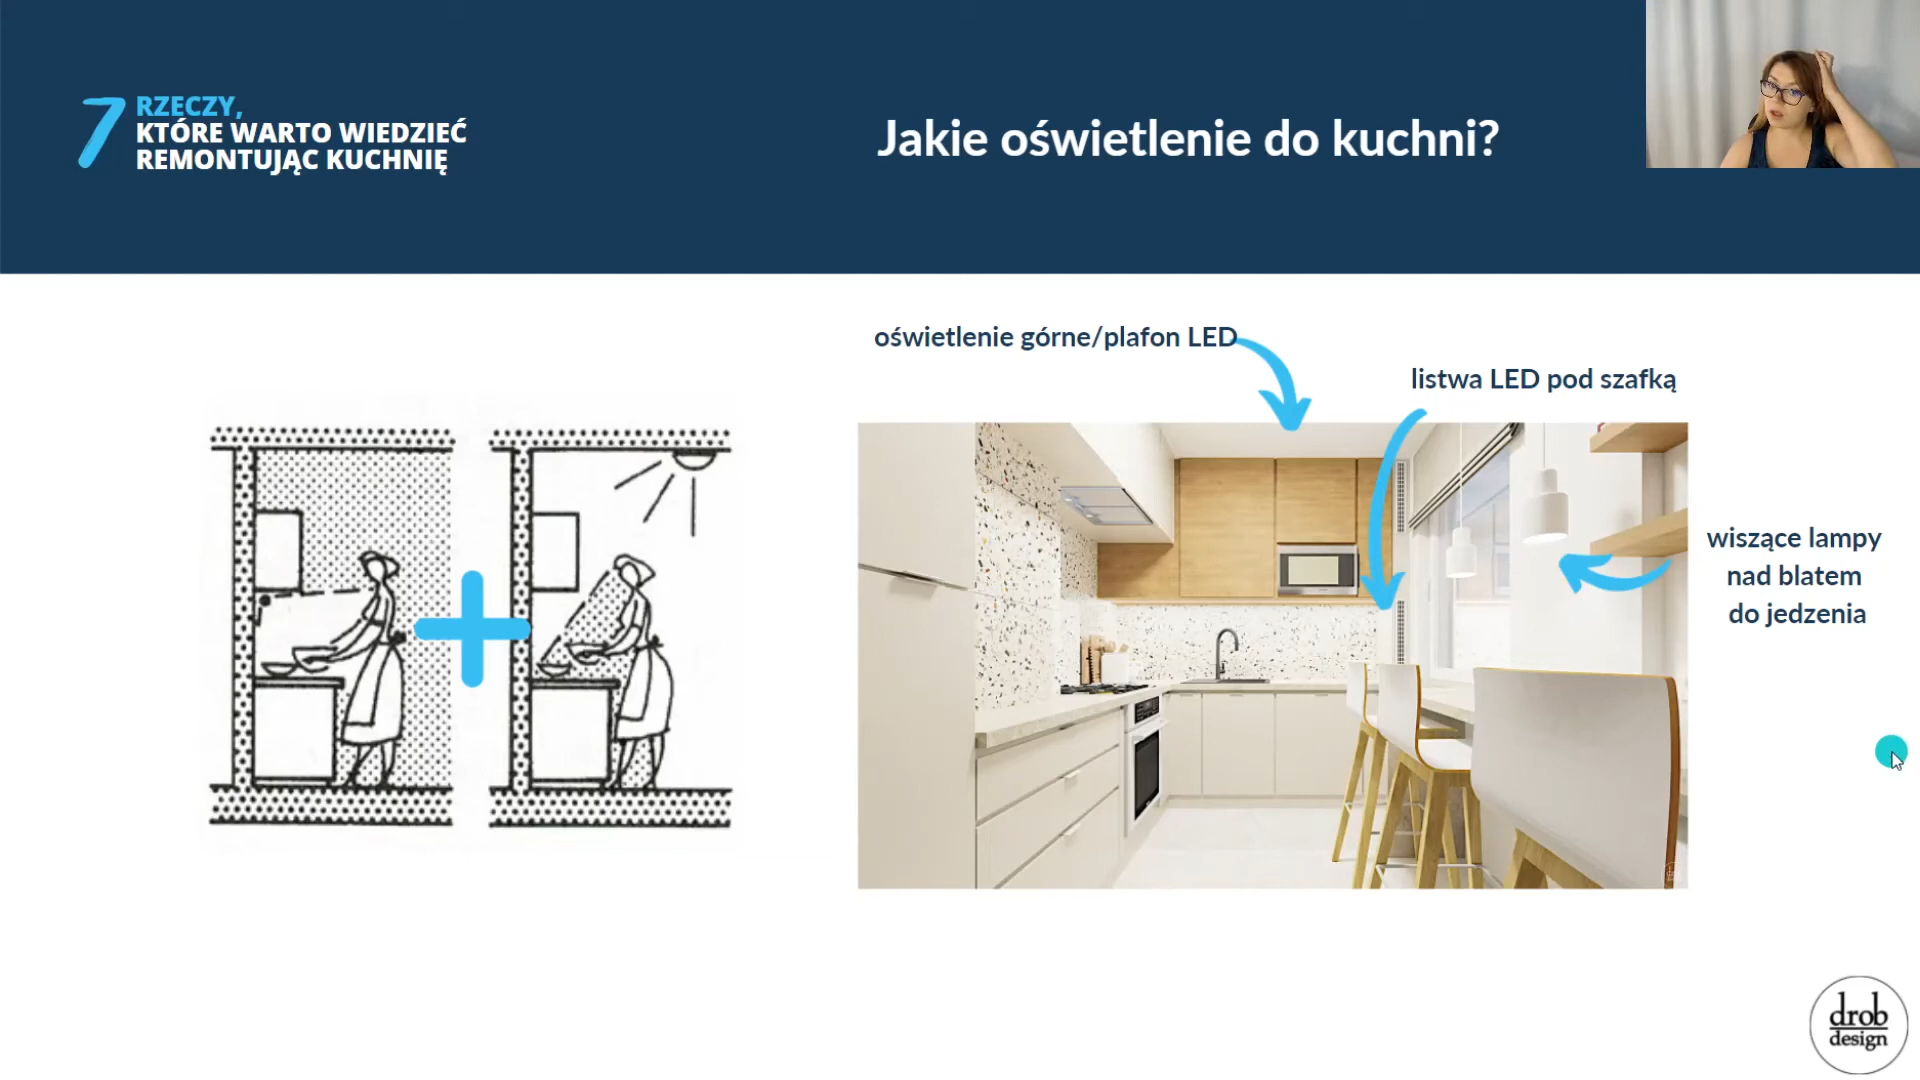 7 RZECZY,
KTÓRE WARTO WIEDZIEĆ
REMONTUJĄC KUCHNIĘ
Jakie oświetlenie do kuchni?
oświetlenie górne/plafon LED
listwa LED pod szafką
wiszące lampy
nad blatem
do jedzenia
drob
design